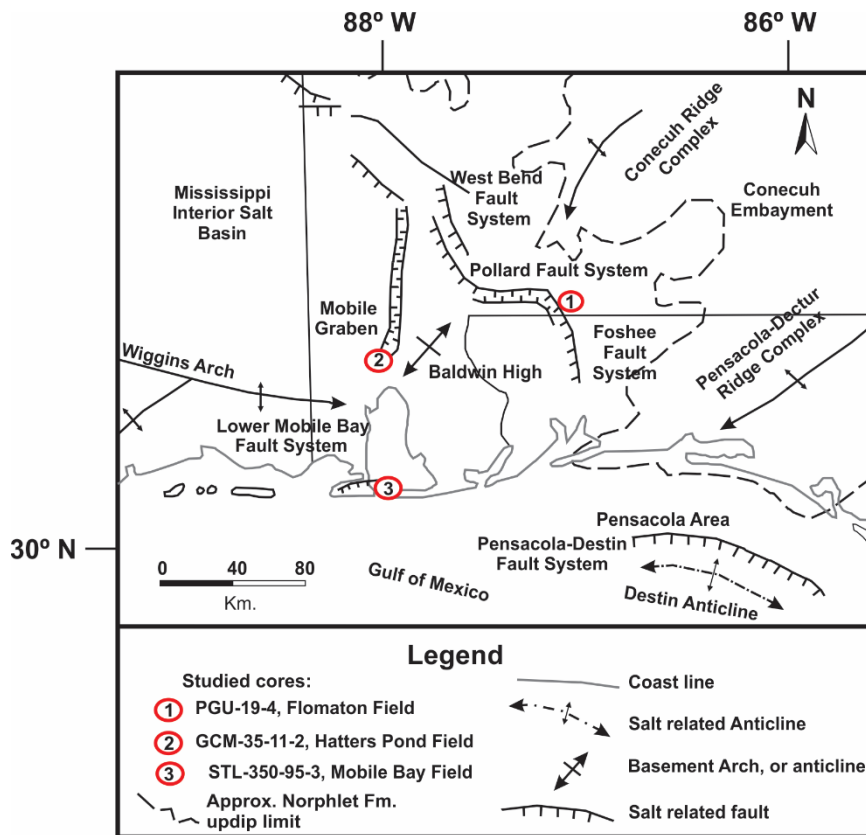 88º W
86º W
N
Conecuh Ridge
Complex
West Bend
Fault
System
Mississippi
Interior Salt
Basin
Conecuh
Embayment
Pollard Fault System
1
Mobile
Graben
Foshee
Fault
System
Pensacola-Dectur
Ridge Complex
Wiggins Arch
2
Baldwin High
Lower Mobile Bay
Fault System
3
Pensacola Area
30º N
Pensacola-Destin
Fault System
Gulf of Mexico
Destin Anticline
0 40 80
Km.
Legend
Studied cores:
1 PGU-19-4, Flomaton Field
2 GCM-35-11-2, Hatters Pond Field
3 STL-350-95-3, Mobile Bay Field
Approx. Norphlet Fm.
updip limit
Coast line
Salt related Anticline
Basement Arch, or anticline
Salt related fault